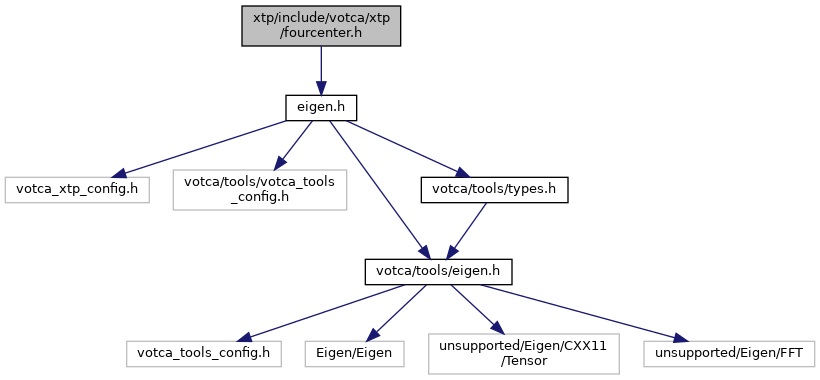 xtp/include/votca/xtp
/fourcenter.h
eigen.h
votca_xtp_config.h
votca/tools/votca_tools
_config.h
votca/tools/types.h
votca/tools/eigen.h
votca_tools_config.h
Eigen/Eigen
unsupported/Eigen/CXX11
/Tensor
unsupported/Eigen/FFT